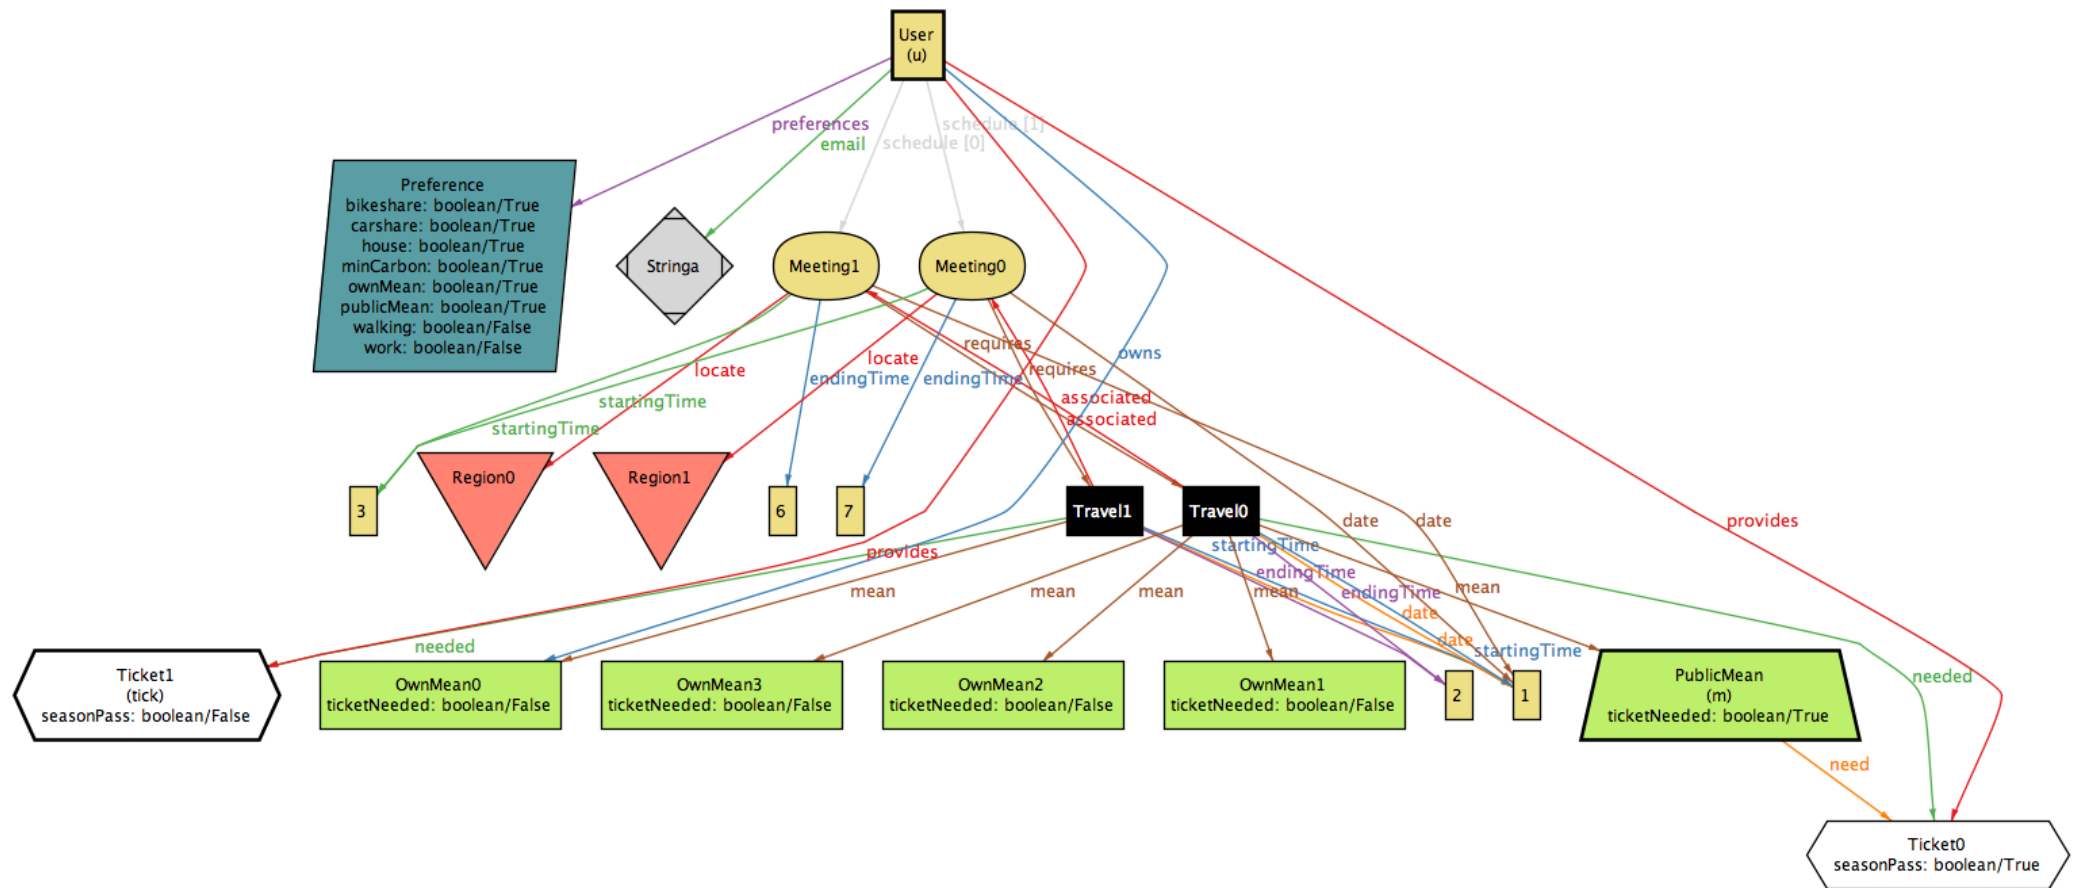 User
(u)
preferences
schedule [1]
email
schedule [0]
Preference
bikeshare: boolean/True
carshare: boolean/True
house: boolean/True
minCarbon: boolean/True
ownMean: boolean/True
publicMean: boolean/True
walking: boolean/False
work: boolean/False
Stringa
Meeting1
Meeting0
requires
owns
locate
locate
requires
endingTime
endingTime
associated
startingTime
associated
startingTime
Region0
Region1
3
6
7
Travel1
Travel0
date
date
provides
provides
startingTime
endingTime
mean
mean
mean
mean
endingTime
mean
date
date
needed
startingTime
Ticket1
(tick)
seasonPass: boolean/False
OwnMean0
ticketNeeded: boolean/False
OwnMean3
ticketNeeded: boolean/False
OwnMean2
ticketNeeded: boolean/False
OwnMean1
ticketNeeded: boolean/False
2
1
PublicMean
(m)
ticketNeeded: boolean/True
needed
need
Ticket0
seasonPass: boolean/True